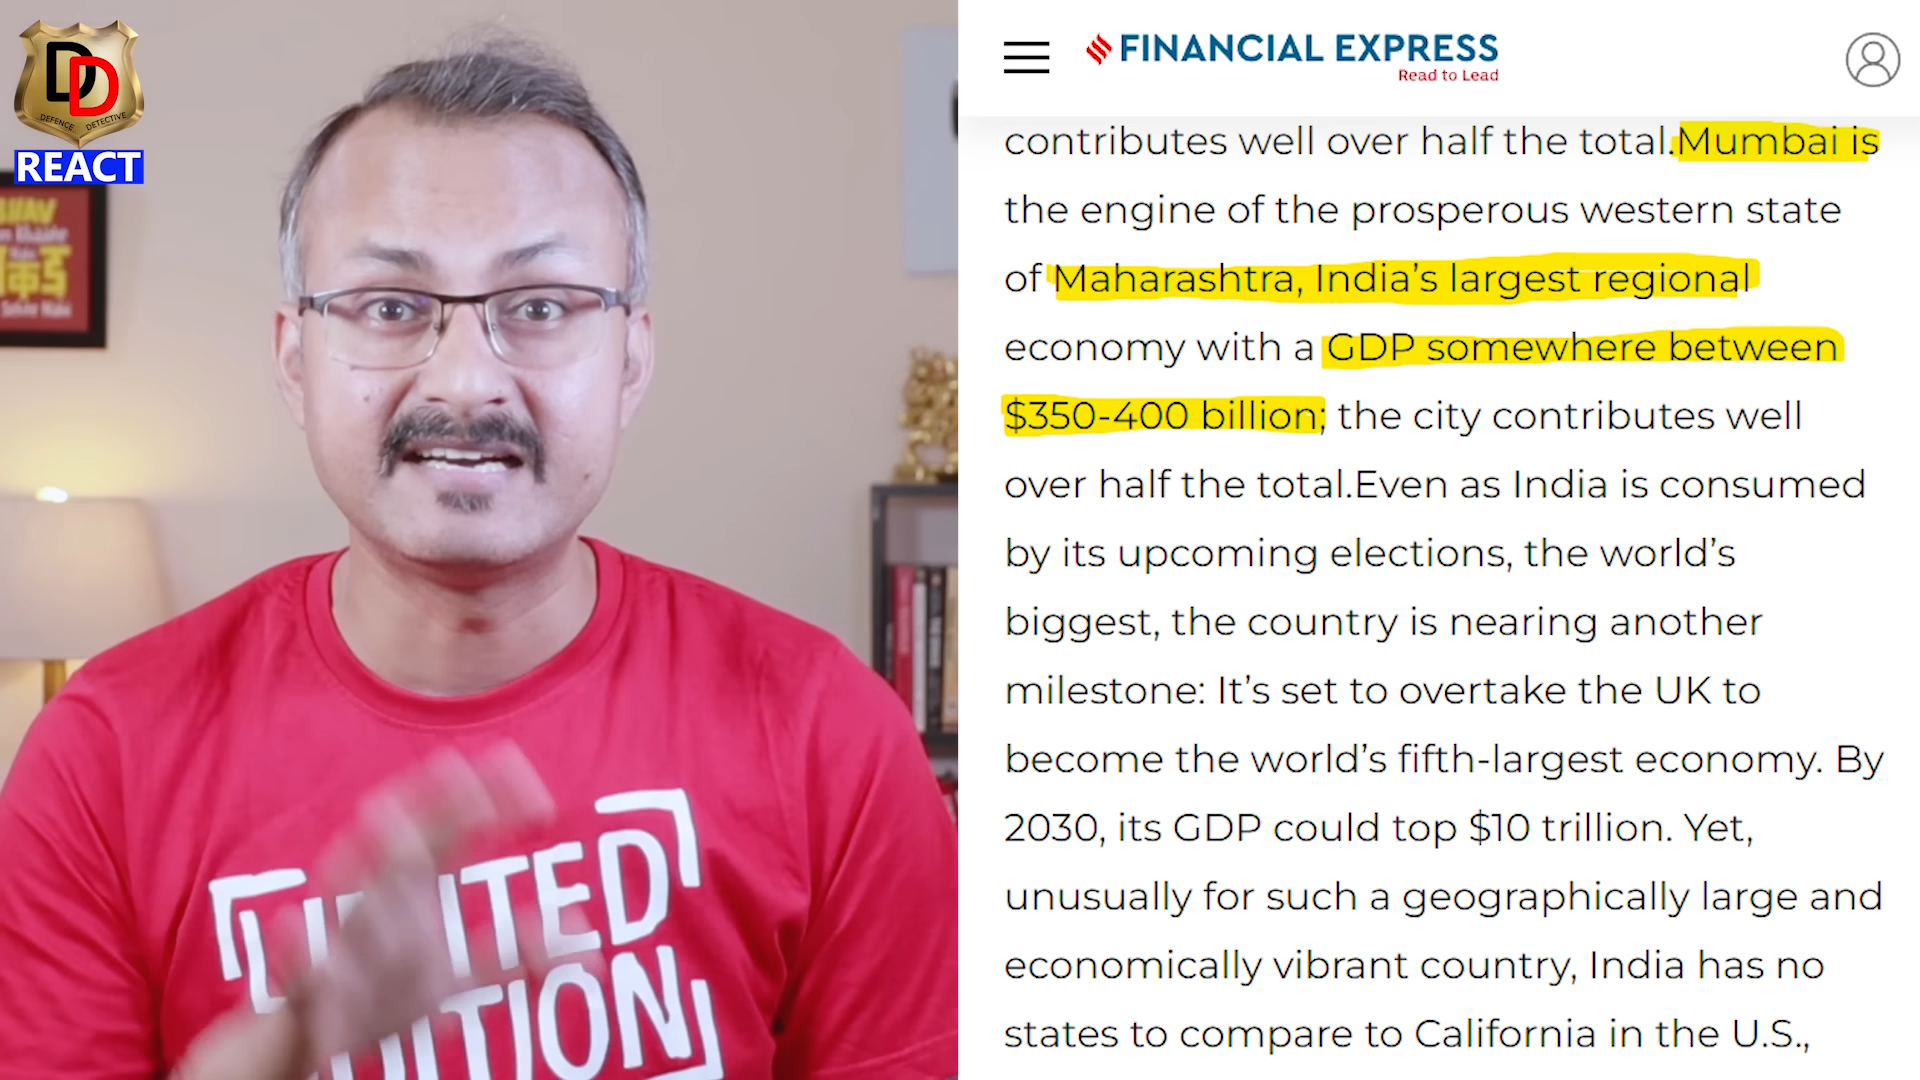 DD
DEFENCE DETECTIVE
REACT
LIMITED
EDITION
FINANCIAL EXPRESS
Read to Lead
contributes well over half the total.Mumbai is
the engine of the prosperous western state
of Maharashtra, India’s largest regional
economy with a GDP somewhere between
$350-400 billion; the city contributes well
over half the total.Even as India is consumed
by its upcoming elections, the world’s
biggest, the country is nearing another
milestone: It’s set to overtake the UK to
become the world’s fifth-largest economy. By
2030, its GDP could top $10 trillion. Yet,
unusually for such a geographically large and
economically vibrant country, India has no
states to compare to California in the U.S.,